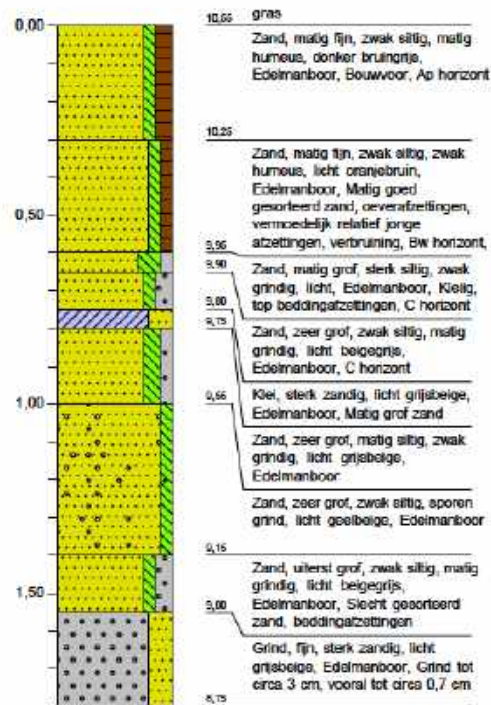 0,00
0,50
1,00
1,50
10,55
gras
Zand, matig fijn, zwak siltig, matig
humeus, donker bruingrijs,
Edelmanboor, Bouwvoor, Ap horizont
10,25
Zand, matig fijn, zwak siltig, zwak
humeus, licht oranjebruin,
Edelmanboor, Matig goed
gesorteerd zand, oeverafzettingen,
vermoedelijk relatief jonge
afzettingen, verbruining, Bw horizont,
9,95
9,90
Zand, matig grof, sterk siltig, zwak
grindig, licht, Edelmanboor, Kleiig,
top beddingafzettingen, C horizont
9,80
9,75
Zand, zeer grof, zwak siltig, matig
grindig, licht beigegrijs,
Edelmanboor, C horizont
Klei, sterk zandig, licht grijsbeige,
Edelmanboor, Matig grof zand
9,55
Zand, zeer grof, matig siltig, zwak
grindig, licht grijsbeige,
Edelmanboor
Zand, zeer grof, zwak siltig, sporen
grind, licht geelbeige, Edelmanboor
9,15
Zand, uiterst grof, zwak siltig, matig
grindig, licht beigegrijs,
Edelmanboor, Slecht gesorteerd
zand, beddingafzettingen
9,00
Grind, fijn, sterk zandig, licht
grijsbeige, Edelmanboor, Grind tot
circa 3 cm, vooral tot circa 0,7 cm
8,75